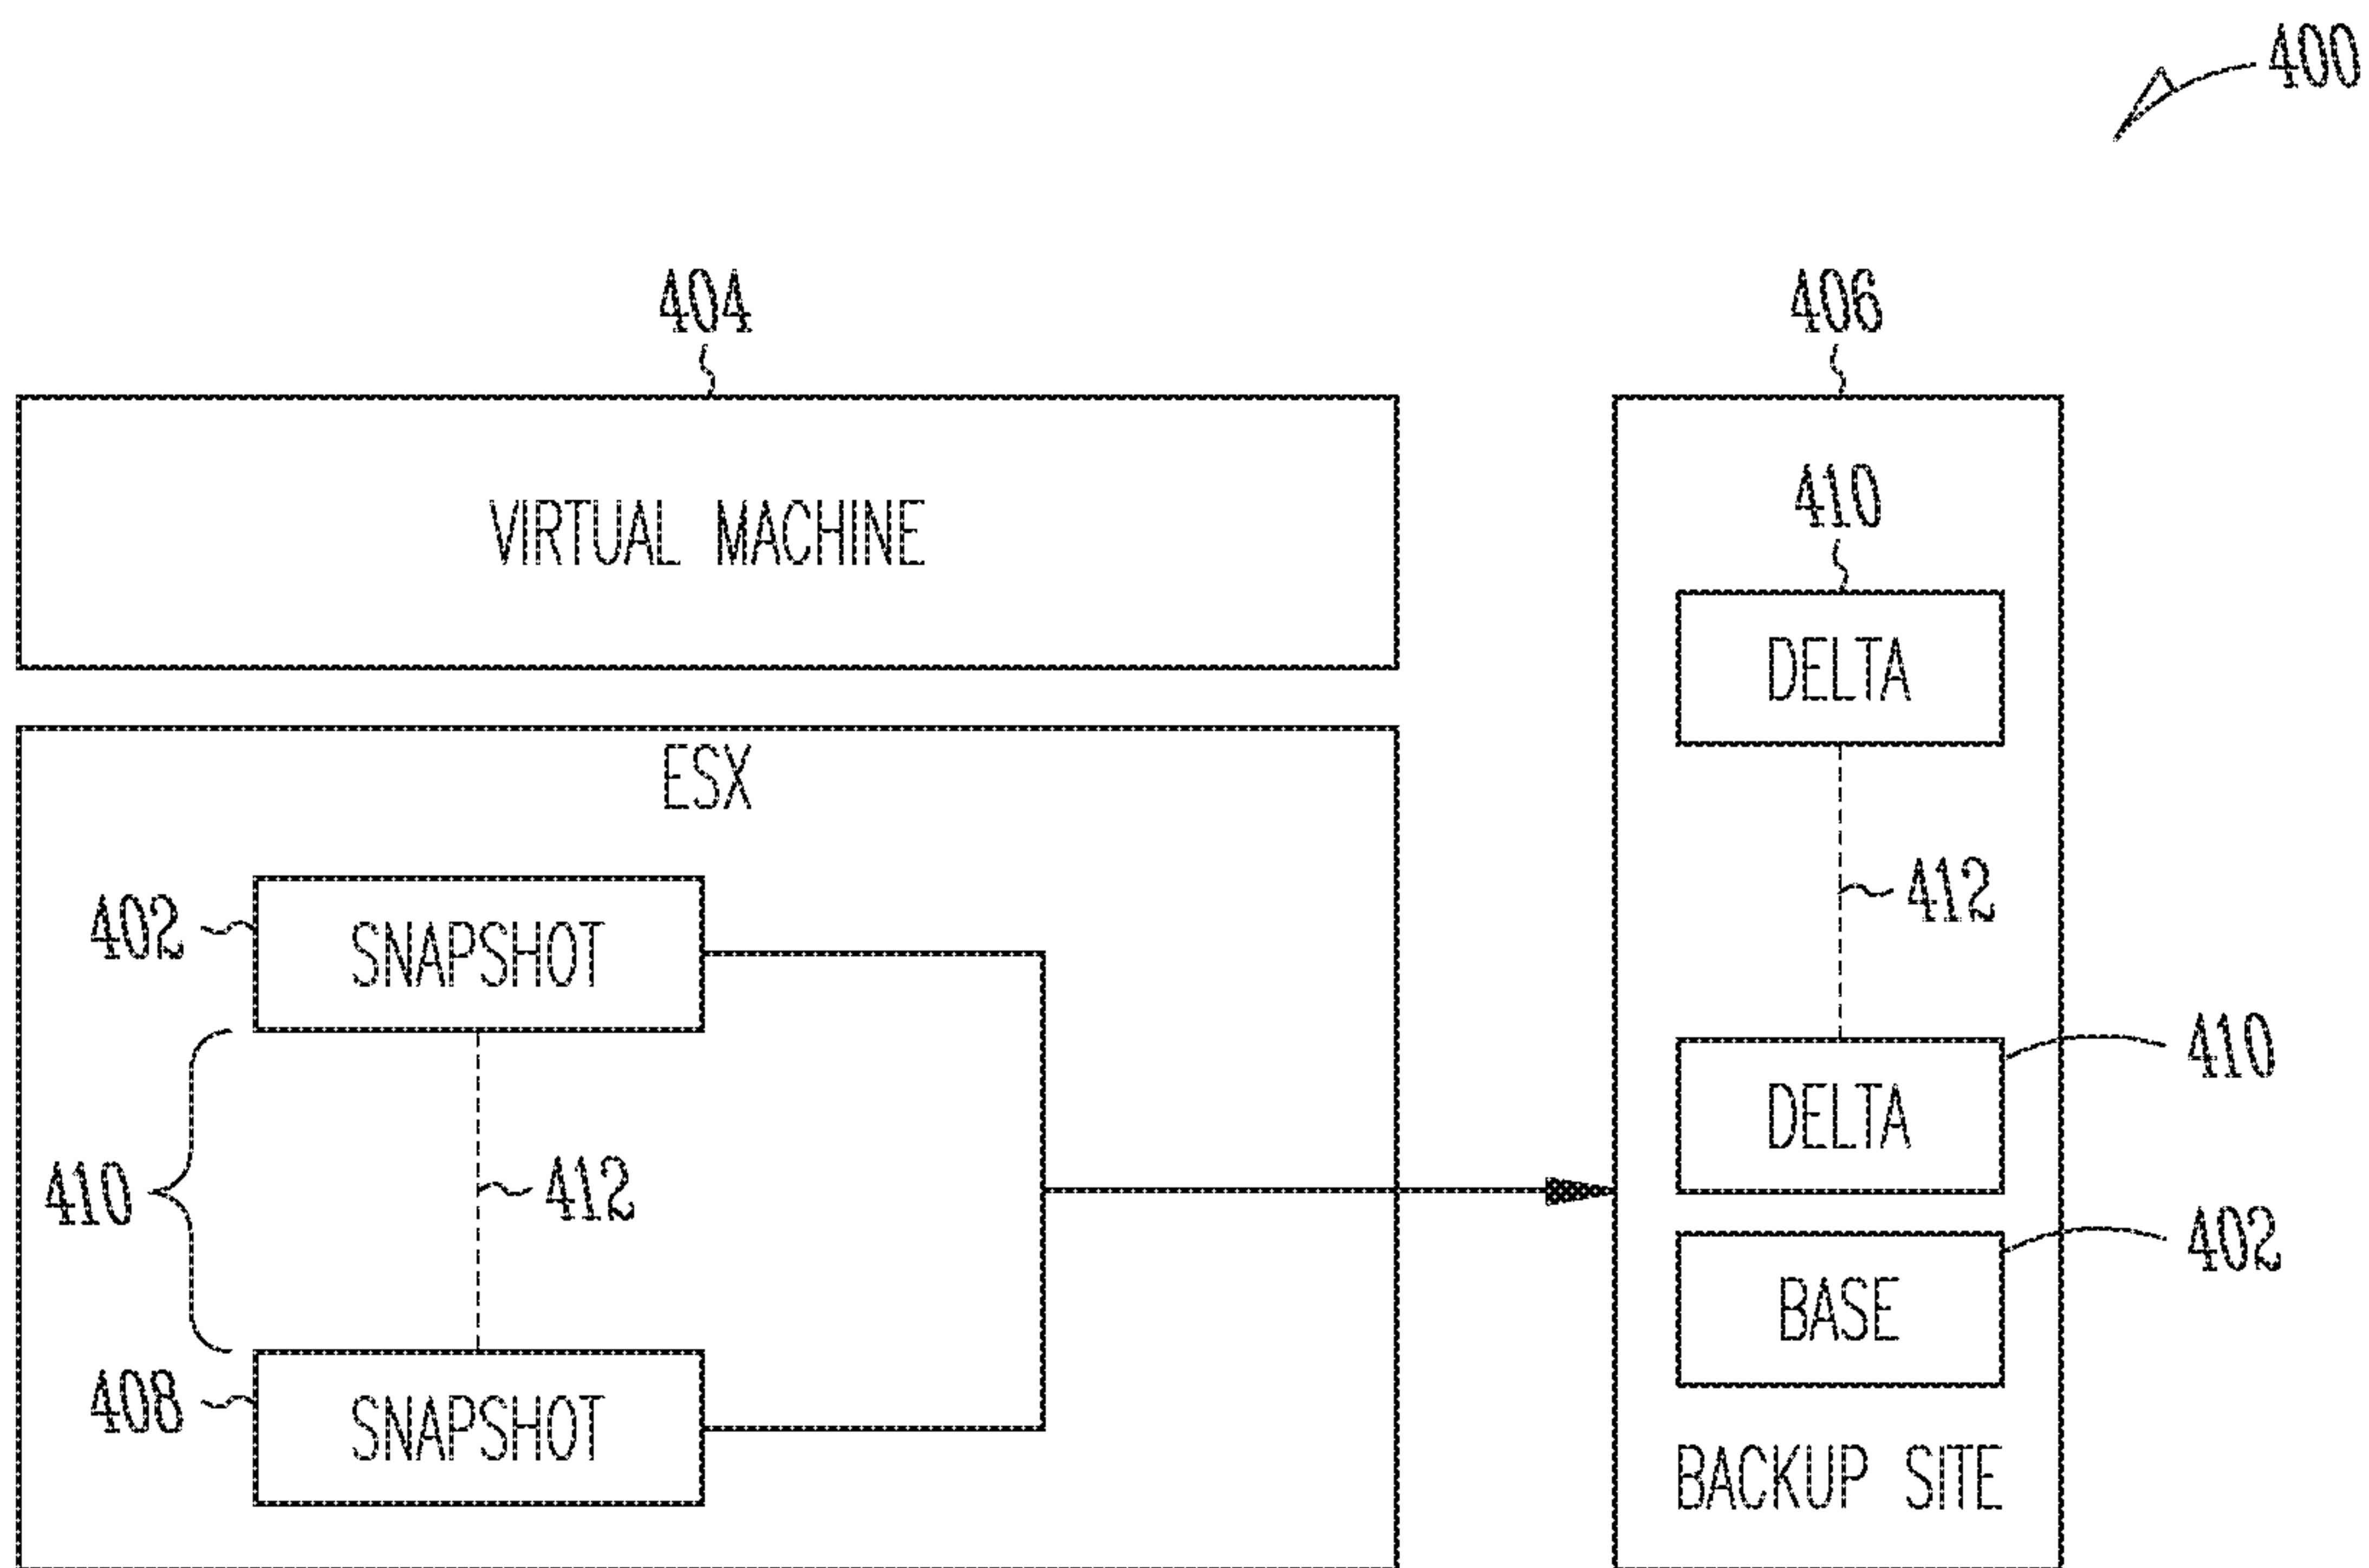 400
404
406
VIRTUAL MACHINE
410
DELTA
ESX
412
402
SNAPSHOT
410
DELTA
410
412
402
BASE
408
SNAPSHOT
BACKUP SITE